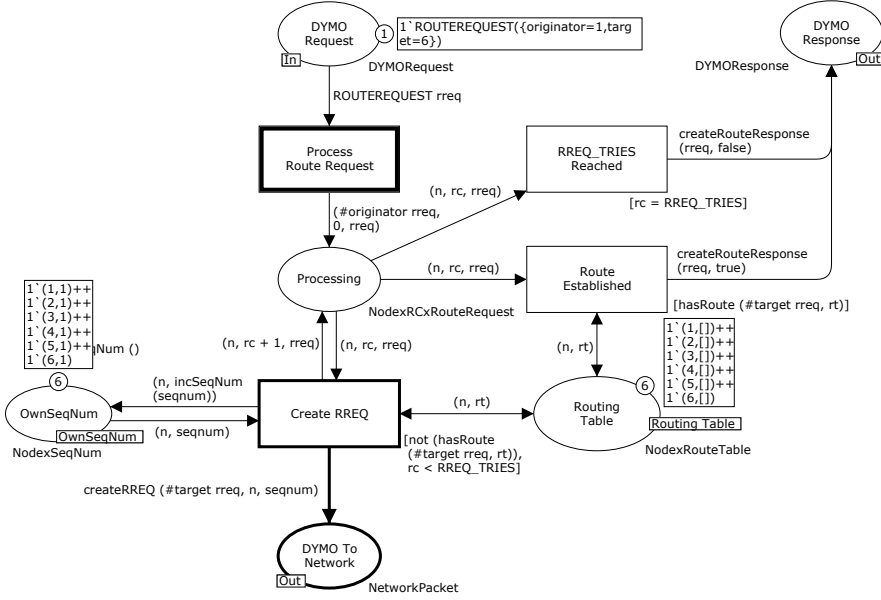 DYMO
Request
1
1`ROUTEREQUEST({originator=1,targ
et=6})
In
DYMORequest
DYMO
Response
Out
DYMOResponse
ROUTEREQUEST rreq
Process
Route Request
RREQ_TRIES
Reached
createRouteResponse
(rreq, false)
(n, rc, rreq)
[rc = RREQ_TRIES]
(#originator rreq,
0, rreq)
Processing
(n, rc, rreq)
Route
Established
createRouteResponse
(rreq, true)
NodexRCxRouteRequest
[hasRoute (#target rreq, rt)]
1`(1,1)++
1`(2,1)++
1`(3,1)++
1`(4,1)++
1`(5,1)++
1`(6,1)
qNum ()
(n, rc + 1, rreq)
(n, rc, rreq)
(n, rt)
1`(1,[])++
1`(2,[])++
1`(3,[])++
1`(4,[])++
1`(5,[])++
1`(6,[])
6
6
OwnSeqNum
OwnSeqNum
NodexSeqNum
(n, incSeqNum
(seqnum))
(n, seqnum)
Create RREQ
(n, rt)
Routing
Table
Routing Table
NodexRouteTable
[not (hasRoute
(#target rreq, rt)),
rc < RREQ_TRIES]
createRREQ (#target rreq, n, seqnum)
DYMO To
Network
Out
NetworkPacket